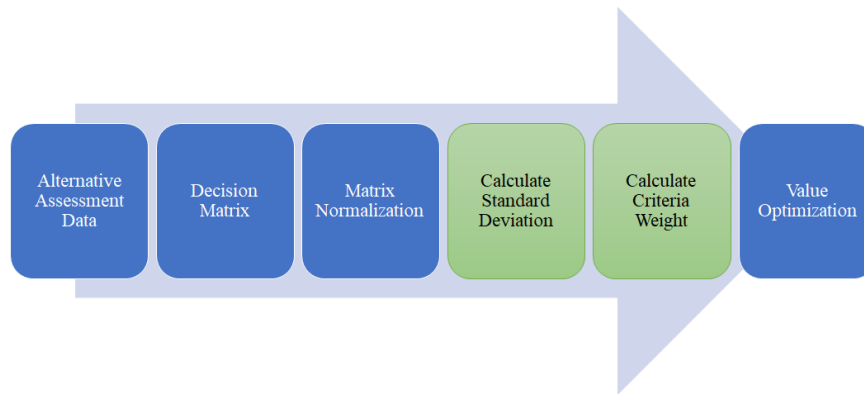 Alternative
Assessment
Data
Decision
Matrix
Matrix
Normalization
Calculate
Standard
Deviation
Calculate
Criteria
Weight
Value
Optimization